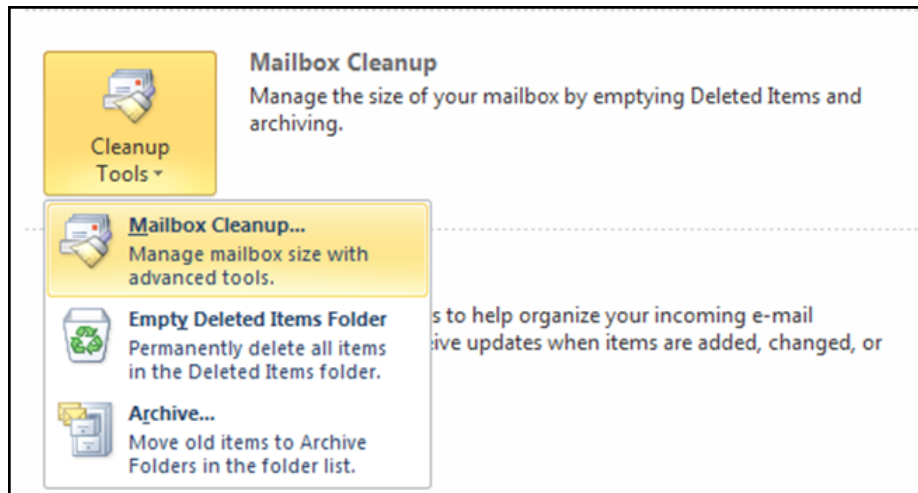 Mailbox Cleanup
Manage the size of your mailbox by emptying Deleted Items and
archiving.
Cleanup
Tools
Mailbox Cleanup...
Manage mailbox size with
advanced tools.
Empty Deleted Items Folder
Permanently delete all items
in the Deleted Items folder.
Archive...
Move old items to Archive
Folders in the folder list.
to help organize your incoming e-mail
updates when items are added, changed, or